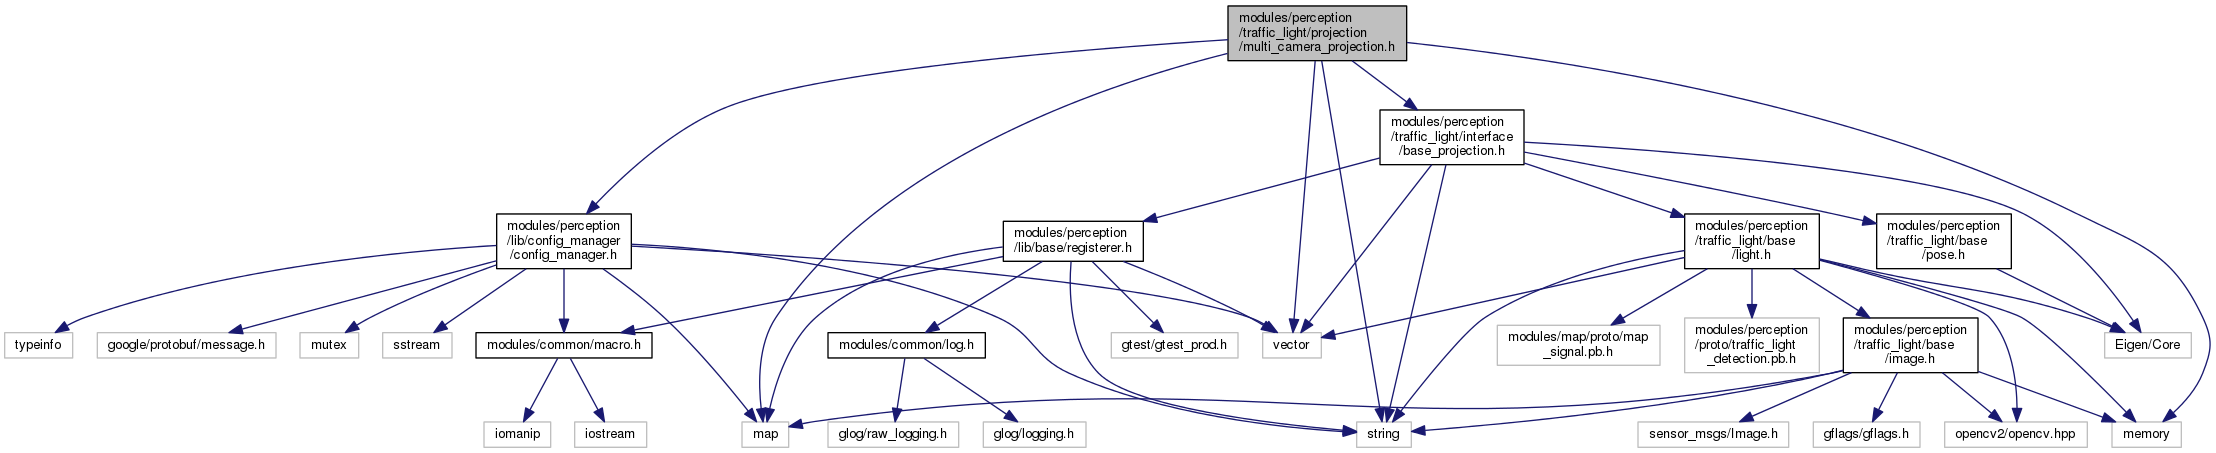 modules/perception
/traffic_light/projection
/multi_camera_projection.h
modules/perception
/traffic_light/interface
/base_projection.h
modules/perception
/lib/config_manager
/config_manager.h
modules/perception
/lib/base/registerer.h
modules/perception
/traffic_light/base
/light.h
modules/perception
/traffic_light/base
/pose.h
typeinfo
google/protobuf/message.h
mutex
sstream
modules/common/macro.h
modules/common/log.h
gtest/gtest_prod.h
vector
modules/map/proto/map
_signal.pb.h
modules/perception
/proto/traffic_light
_detection.pb.h
modules/perception
/traffic_light/base
/image.h
Eigen/Core
iomanip
iostream
map
glog/raw_logging.h
glog/logging.h
string
sensor_msgs/Image.h
gflags/gflags.h
opencv2/opencv.hpp
memory